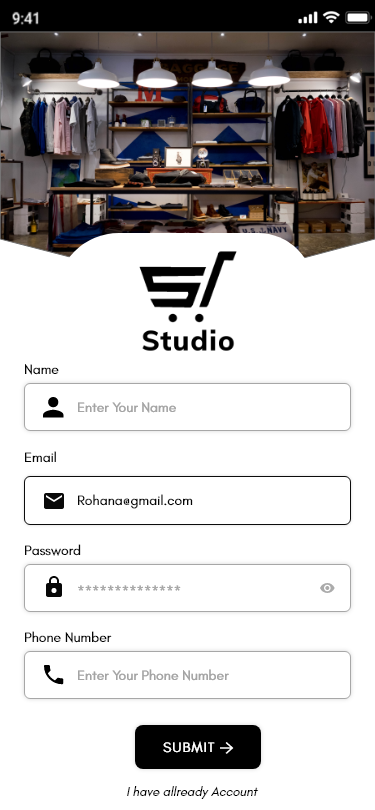 9:41
U.S. NAVY
Studio
Name
Enter Your Name
Email
Rohana@gmail.com
Password
**************
Phone Number
Enter Your Phone Number
SUBMIT →
I have allready Account